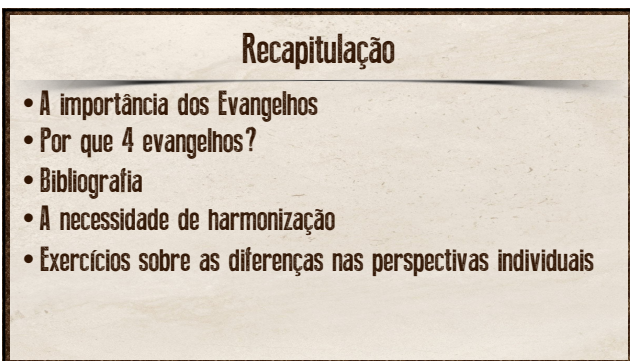 Recapitulação
• A importância dos Evangelhos
• Por que 4 evangelhos?
• Bibliografia
• A necessidade de harmonização
• Exercícios sobre as diferenças nas perspectivas individuais